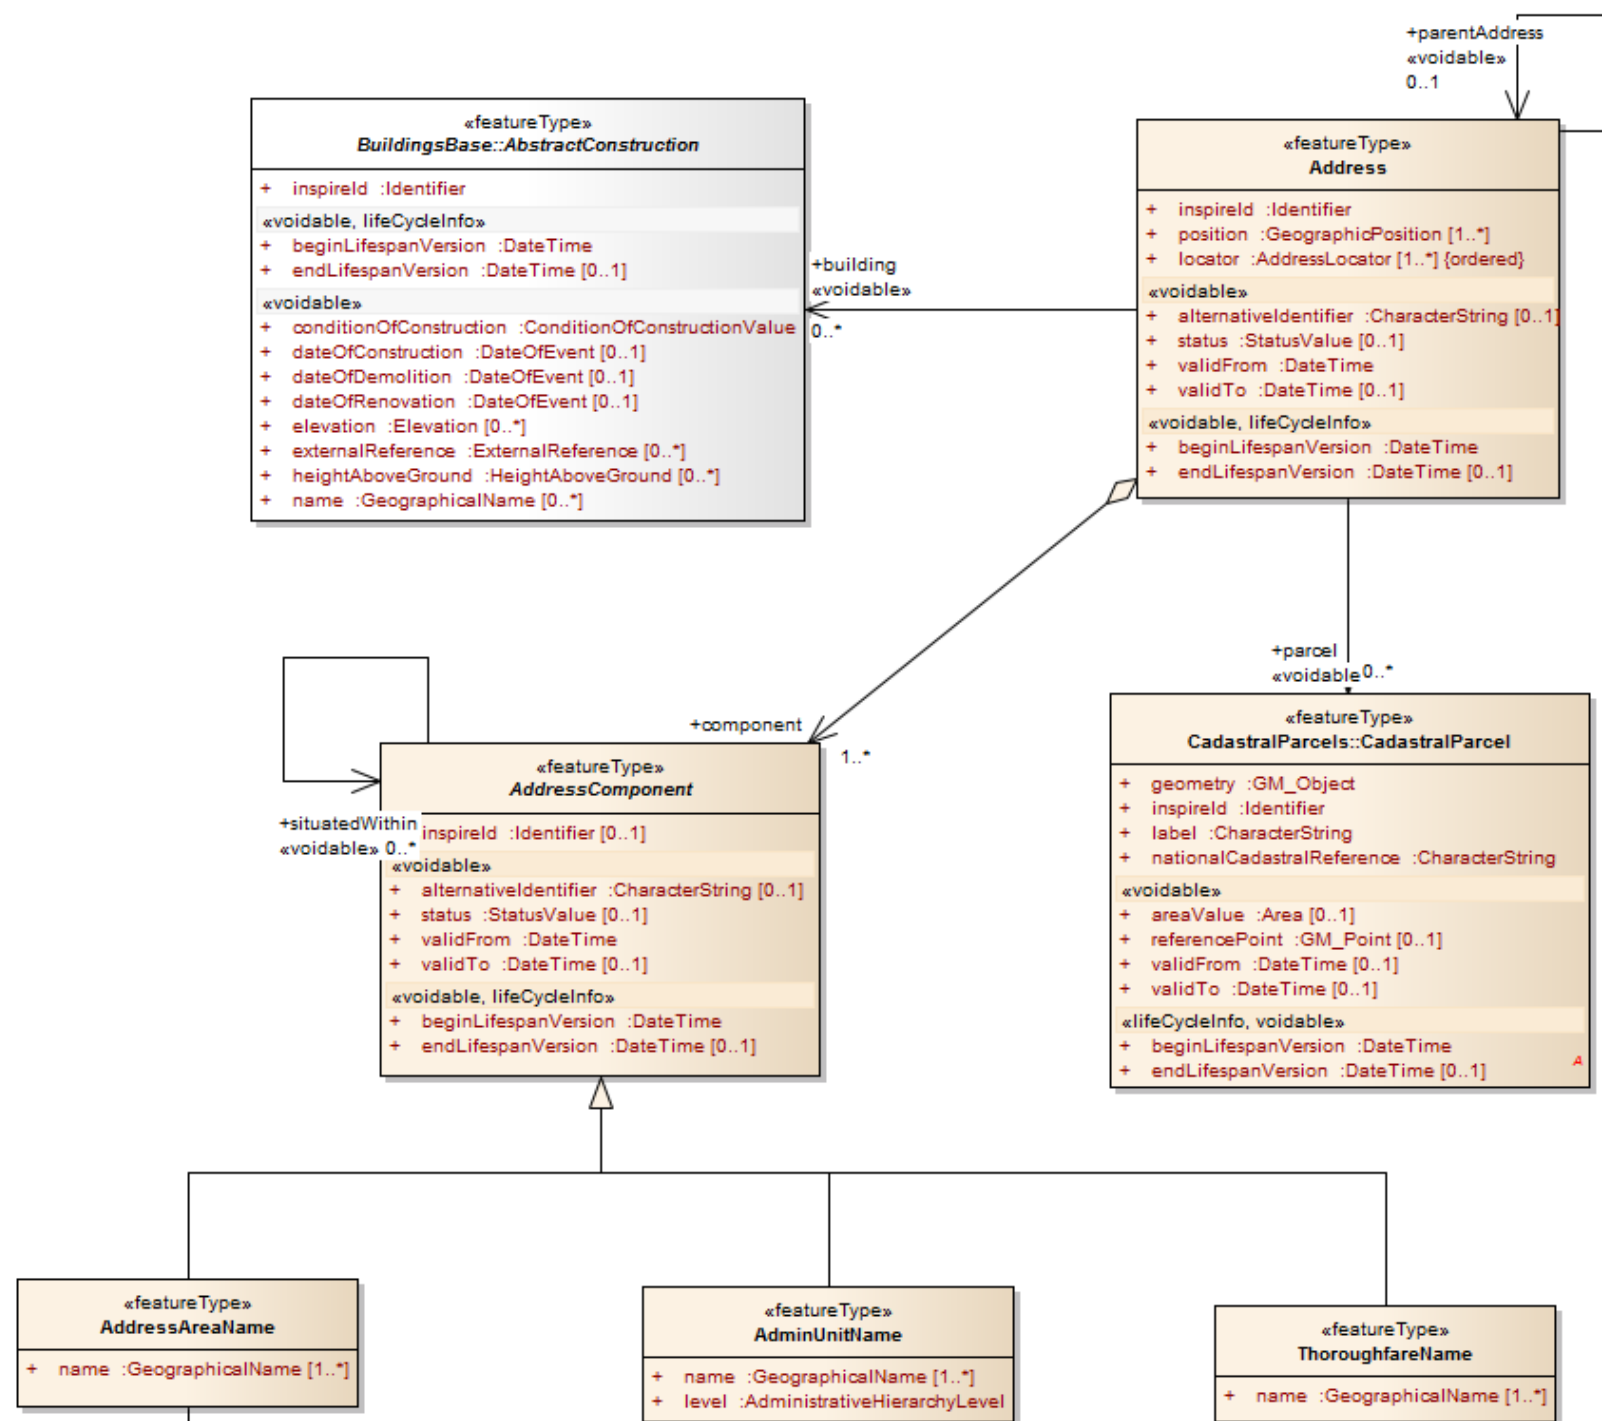 +parentAddress
«voidable»
0..1
«featureType»
BuildingsBase::AbstractConstruction
+ inspireId :Identifier
«voidable, lifeCycleInfo»
+ beginLifespanVersion :DateTime
+ endLifespanVersion :DateTime [0..1]
«voidable»
+ conditionOfConstruction :ConditionOfConstructionValue
+ dateOfConstruction :DateOfEvent [0..1]
+ dateOfDemolition :DateOfEvent [0..1]
+ dateOfRenovation :DateOfEvent [0..1]
+ elevation :Elevation [0..*]
+ externalReference :ExternalReference [0..*]
+ heightAboveGround :HeightAboveGround [0..*]
+ name :GeographicalName [0..*]
+building
«voidable»
0..*
«featureType»
Address
+ inspireId :Identifier
+ position :GeographicPosition [1..*]
+ locator :AddressLocator [1..*] {ordered}
«voidable»
+ alternativeIdentifier :CharacterString [0..1]
+ status :StatusValue [0..1]
+ validFrom :DateTime
+ validTo :DateTime [0..1]
«voidable, lifeCycleInfo»
+ beginLifespanVersion :DateTime
+ endLifespanVersion :DateTime [0..1]
+component
1..*
+parcel
«voidable 0..*
«featureType»
AddressComponent
+situatedWithin
«voidable» 0..*
inspireId :Identifier [0..1]
«voidable»
+ alternativeIdentifier :CharacterString [0..1]
+ status :StatusValue [0..1]
+ validFrom :DateTime
+ validTo :DateTime [0..1]
«voidable, lifeCycleInfo»
+ beginLifespanVersion :DateTime
+ endLifespanVersion :DateTime [0..1]
«featureType»
CadastralParcels::CadastralParcel
+ geometry :GM_Object
+ inspireId :Identifier
+ label :CharacterString
+ nationalCadastralReference :CharacterString
«voidable»
+ areaValue :Area [0..1]
+ referencePoint :GM_Point [0..1]
+ validFrom :DateTime [0..1]
+ validTo :DateTime [0..1]
«lifeCycleInfo, voidable»
+ beginLifespanVersion :DateTime
+ endLifespanVersion :DateTime [0..1]
A
«featureType»
AddressAreaName
+ name :GeographicalName [1..*]
«featureType»
AdminUnitName
+ name :GeographicalName [1..*]
+ level :AdministrativeHierarchyLevel
«featureType»
ThoroughfareName
+ name :GeographicalName [1..*]